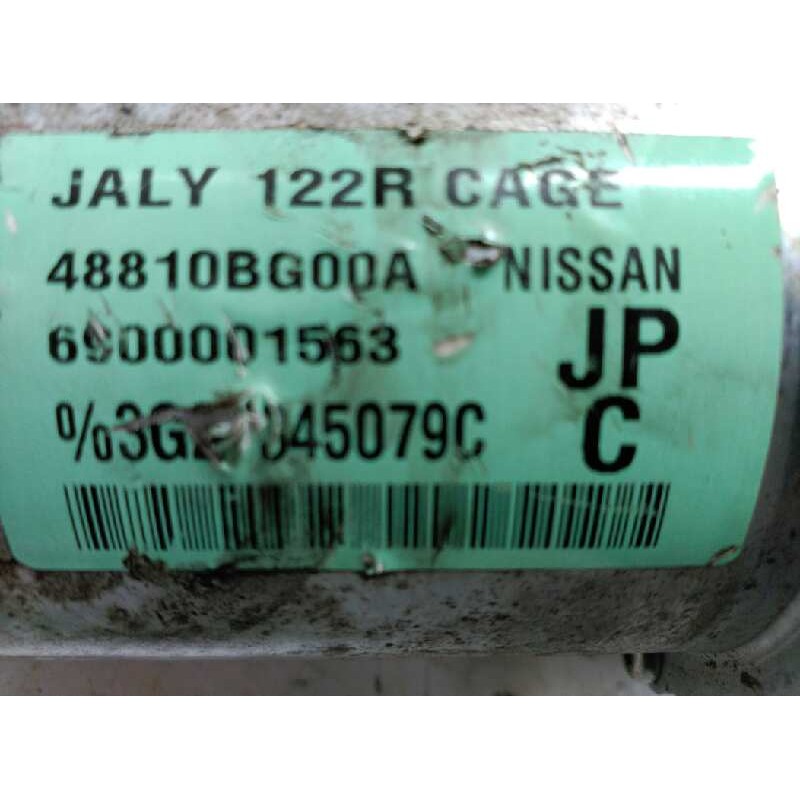 JALY 122R CAGE
48810BG00A NISSAN
6900001563 JP
C